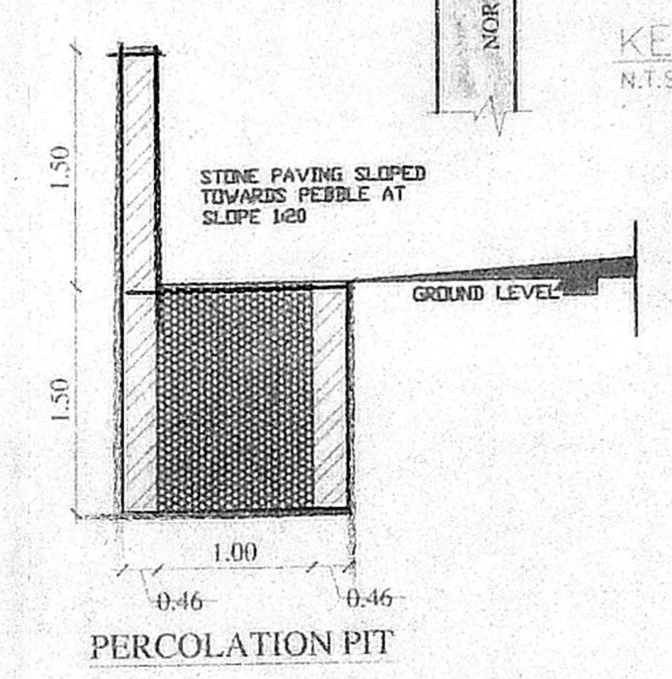 NOR
KE
N.T.S
1.50
STONE PAVING SLOPED
TOWARDS PEBBLE AT
SLOPE 1:20
GROUND LEVEL
1.50
1.00
0.46
0.46
PERCOLATION PIT